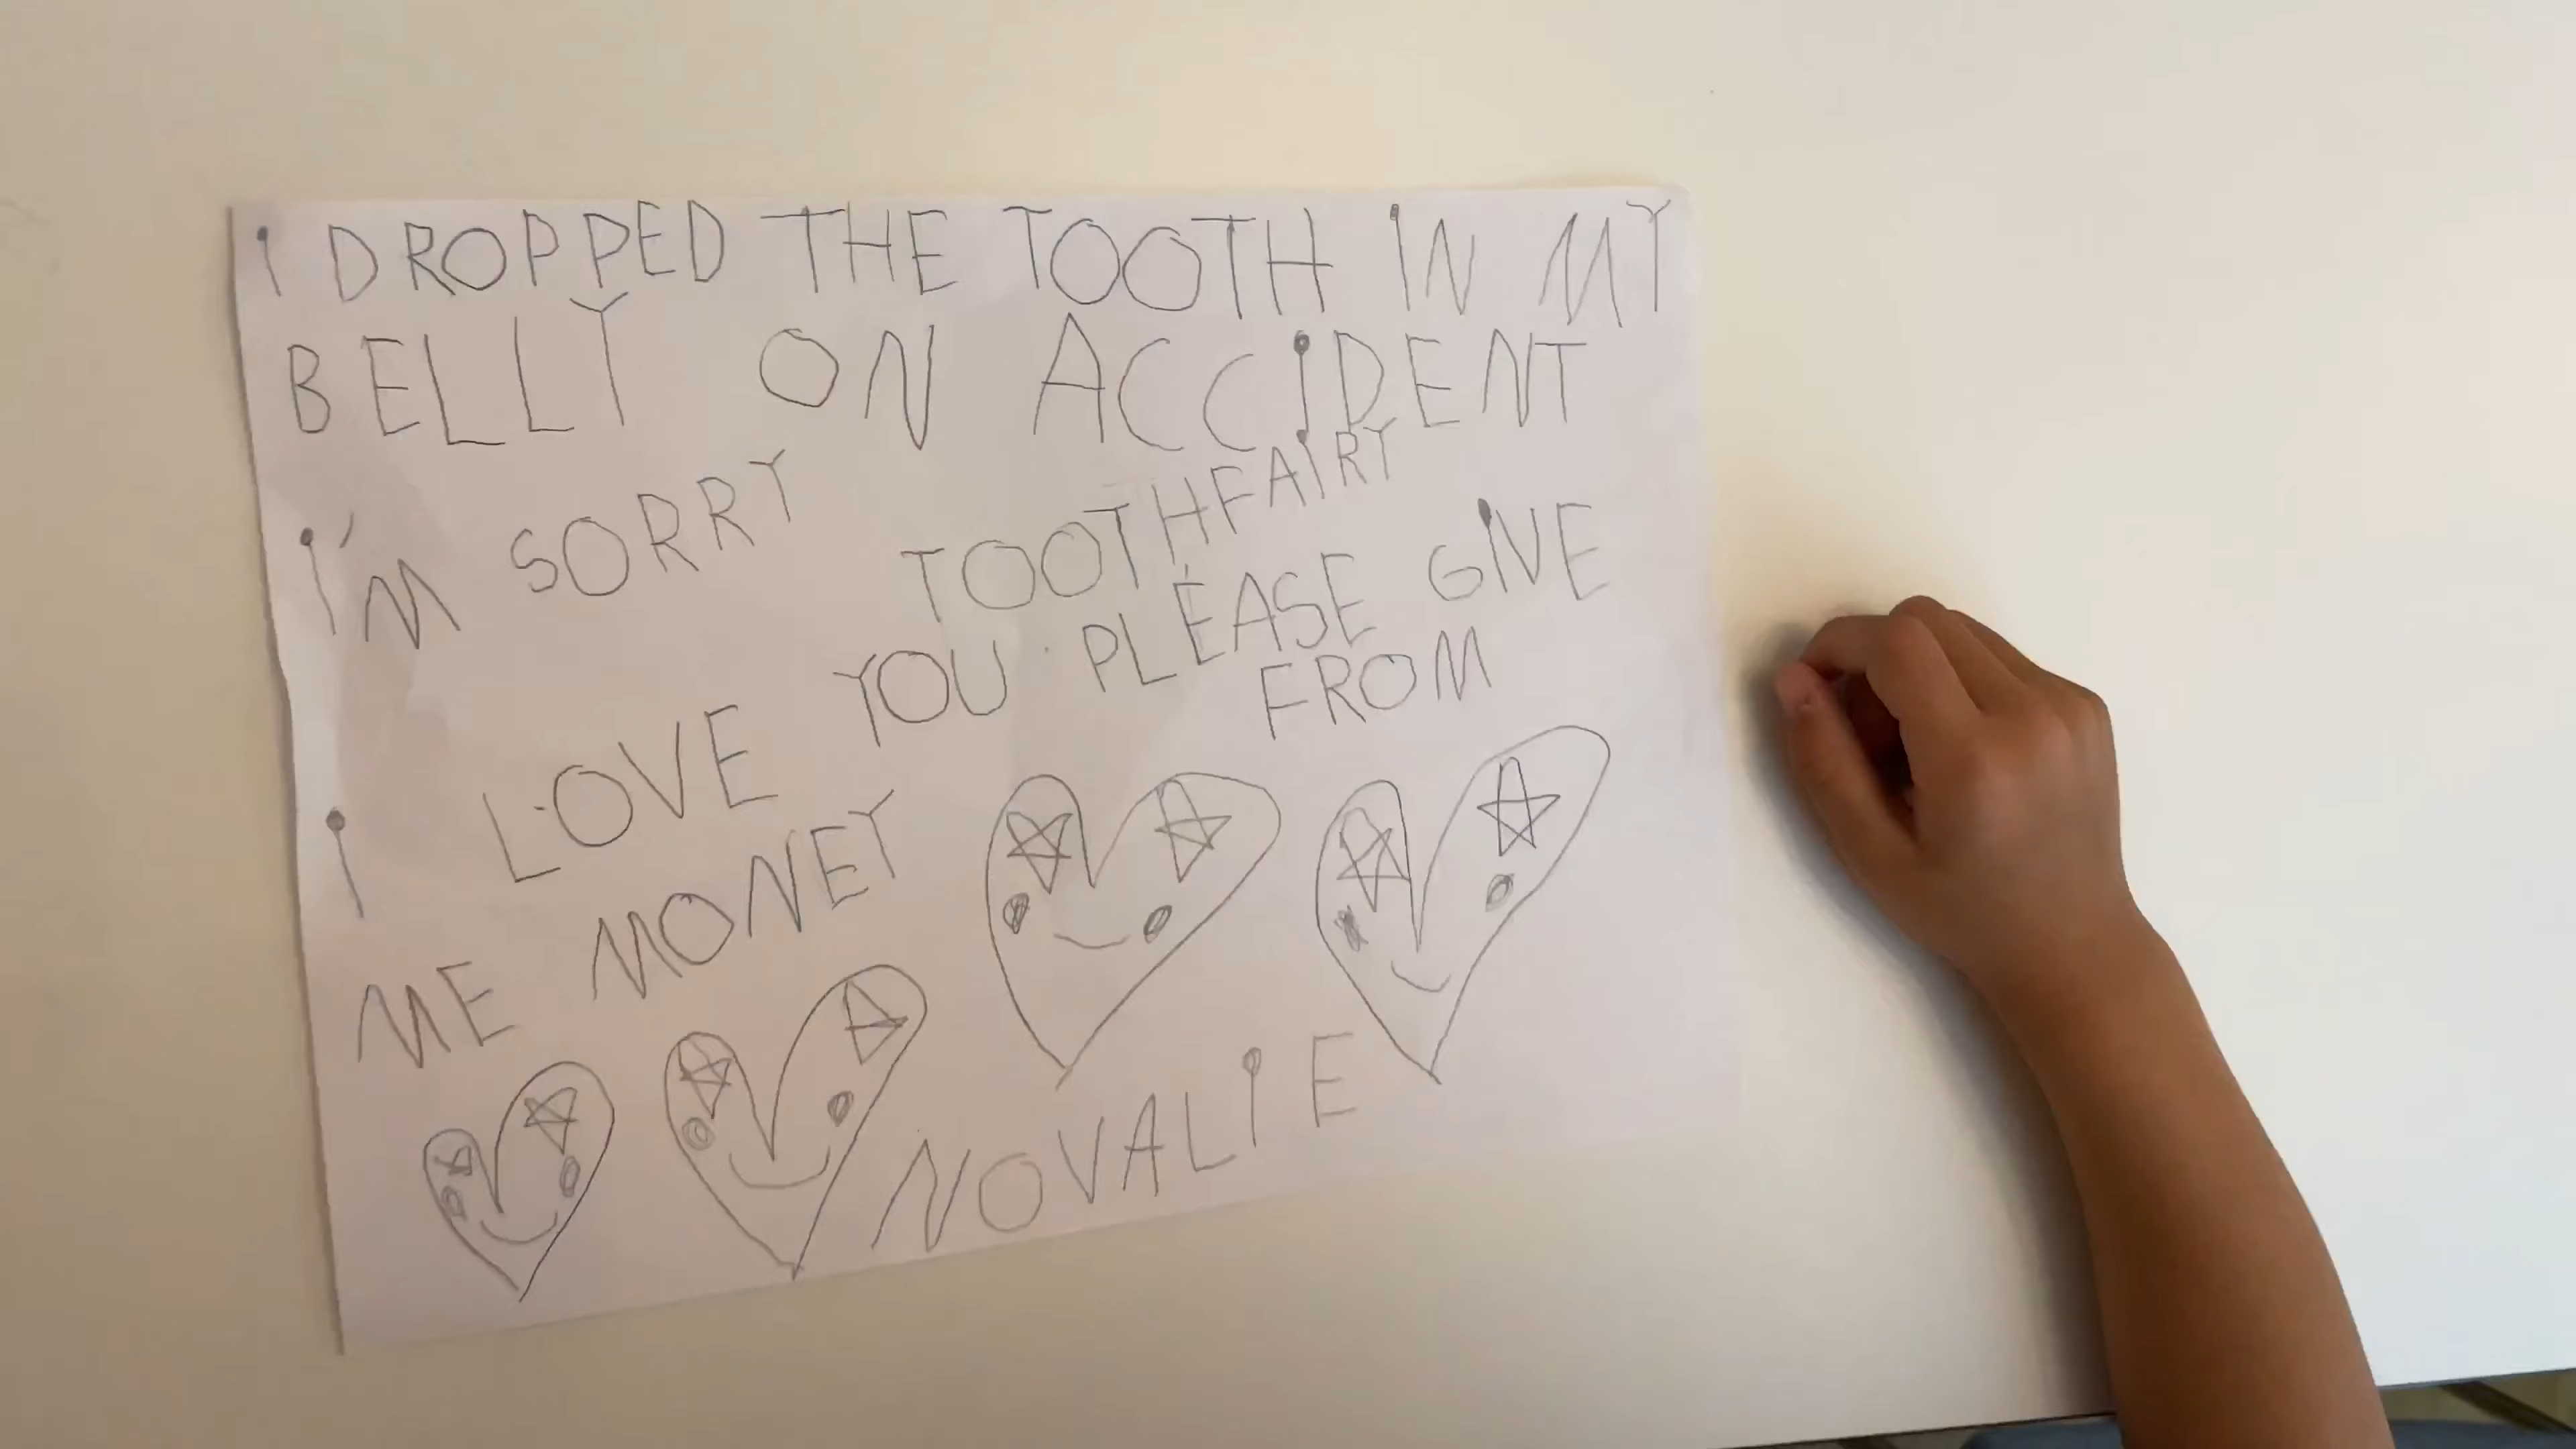 i DROPPED THE TOOTH iN MY
BELLY ON ACCiDENT
i'M SORRY TOOTHFAiRY
i LOVE YOU PLEASE GiVE
ME MONEY FROM
NOVALiE